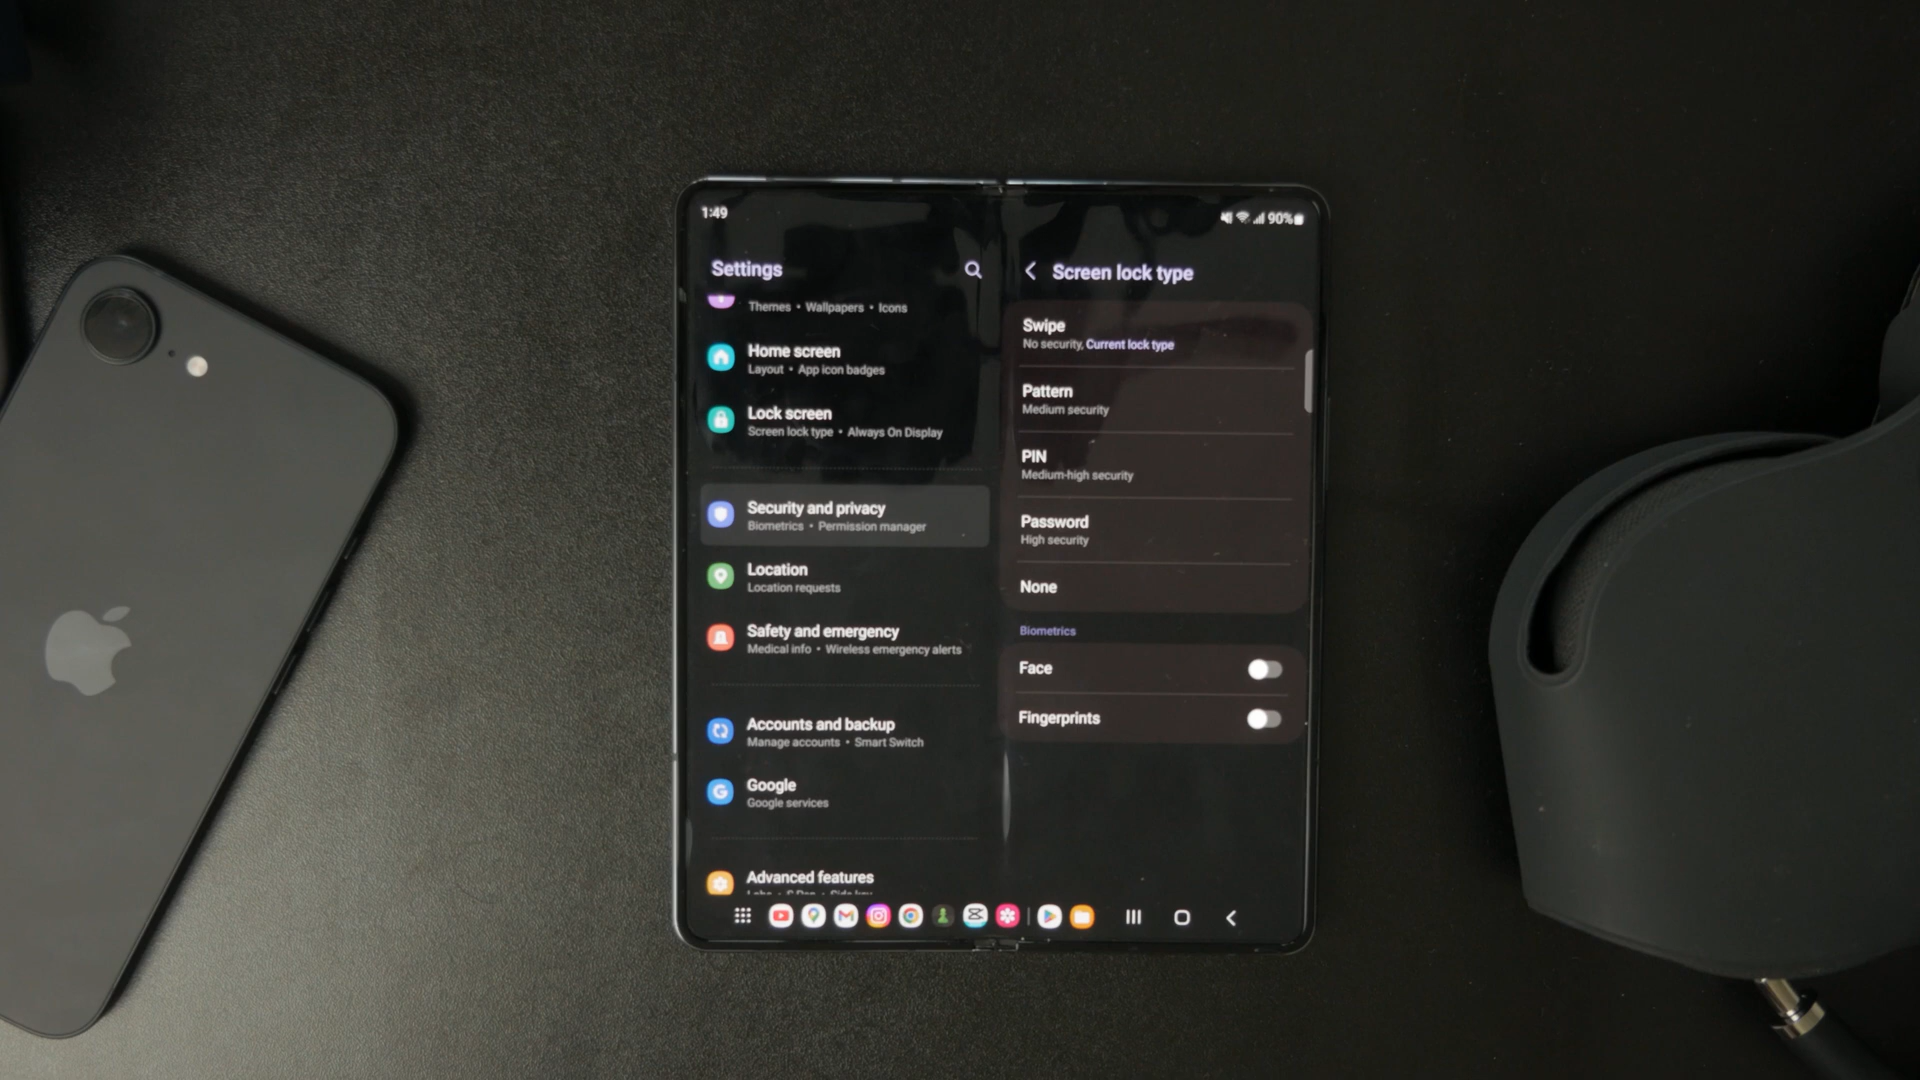 1:49
90%
Settings
Themes • Wallpapers • Icons
Home screen
Layout • App icon badges
Lock screen
Screen lock type • Always On Display
Security and privacy
Biometrics • Permission manager
Location
Location requests
Safety and emergency
Medical info • Wireless emergency alerts
Accounts and backup
Manage accounts • Smart Switch
Google
Google services
Advanced features
Screen lock type
Swipe
No security, Current lock type
Pattern
Medium security
PIN
Medium-high security
Password
High security
None
Biometrics
Face
Fingerprints